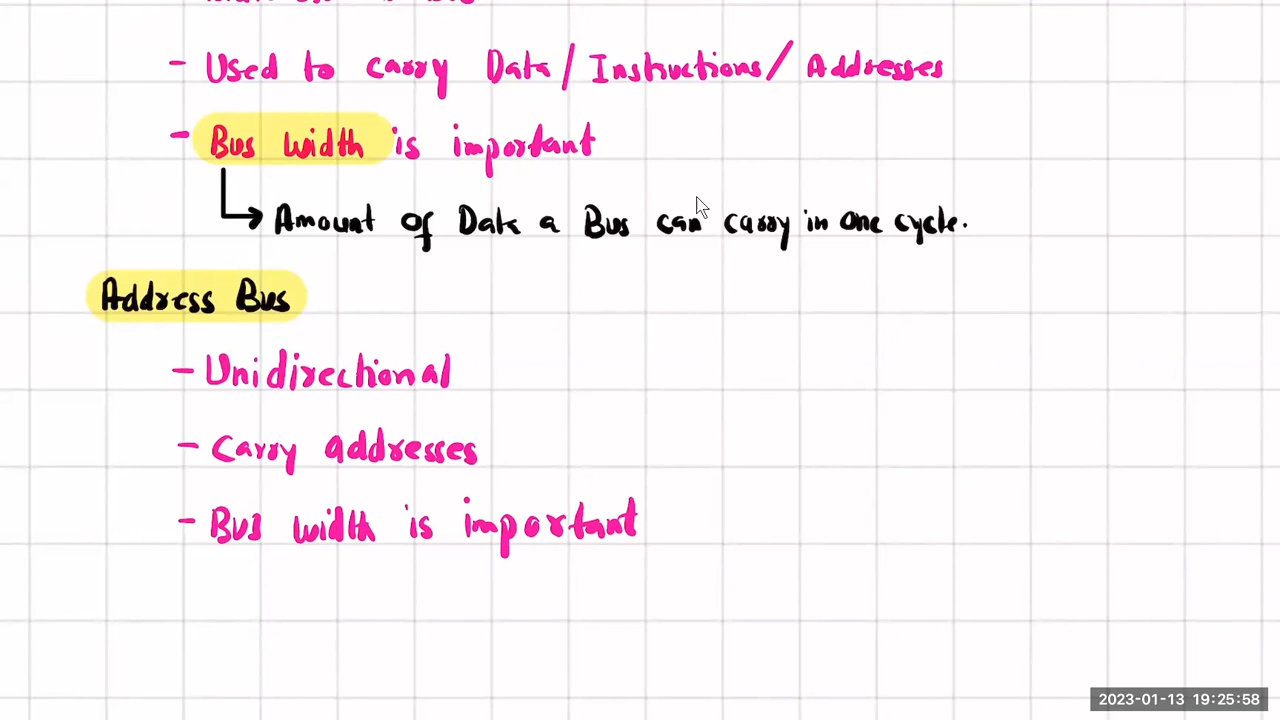 - Used to carry Data / Instructions / Addresses
- Bus width is important
Amount of Data a Bus can carry in one cycle.
Address Bus
- Unidirectional
- Carry addresses
- Bus width is important
2023-01-13 19:25:58